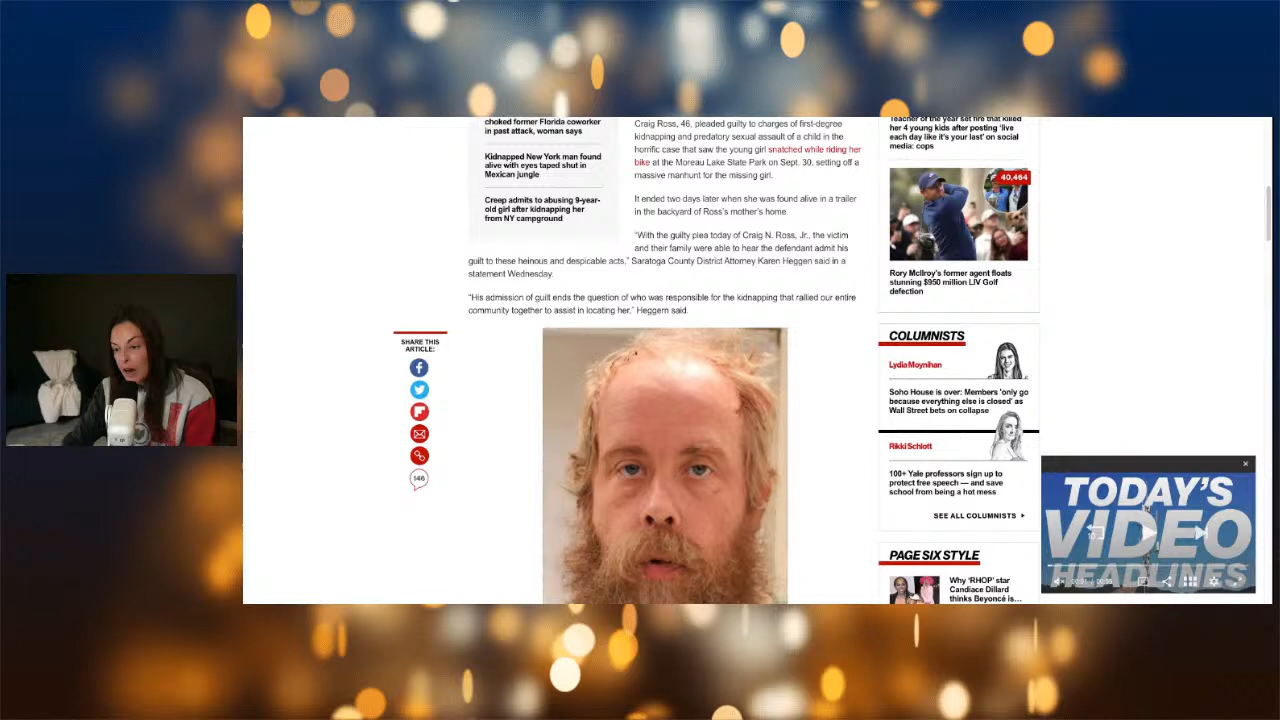 choked former Florida coworker
in past attack, woman says
Kidnapped New York man found
alive with eyes taped shut in
Mexican jungle
Creep admits to abusing 9-year-
old girl after kidnapping her
from NY campground
Craig Ross, 46, pleaded guilty to charges of first-degree
kidnapping and predatory sexual assault of a child in the
horrific case that saw the young girl snatched while riding her
bike at the Moreau Lake State Park on Sept. 30, setting off a
massive manhunt for the missing girl.
It ended two days later when she was found alive in a trailer
in the backyard of Ross's mother's home.
“With the guilty plea today of Craig N. Ross, Jr., the victim
and their family were able to hear the defendant admit his
guilt to these heinous and despicable acts,” Saratoga County District Attorney Karen Heggen said in a
statement Wednesday.
“His admission of guilt ends the question of who was responsible for the kidnapping that rallied our entire
community together to assist in locating her,” Heggern said.
SHARE THIS
ARTICLE:
146
Teacher of the year set fire that killed
her 4 young kids after posting 'live
each day like it's your last' on social
media: cops
40,464
Rory McIlroy's former agent floats
stunning $950 million LIV Golf
defection
COLUMNISTS
Lydia Moynihan
Soho House is over: Members 'only go
because everything else is closed' as
Wall Street bets on collapse
Rikki Schlott
100+ Yale professors sign up to
protect free speech — and save
school from being a hot mess
SEE ALL COLUMNISTS
PAGE SIX STYLE
Why 'RHOP' star
Candiace Dillard
thinks Beyoncé is...
TODAY'S
VIDEO
HEADLINES
10